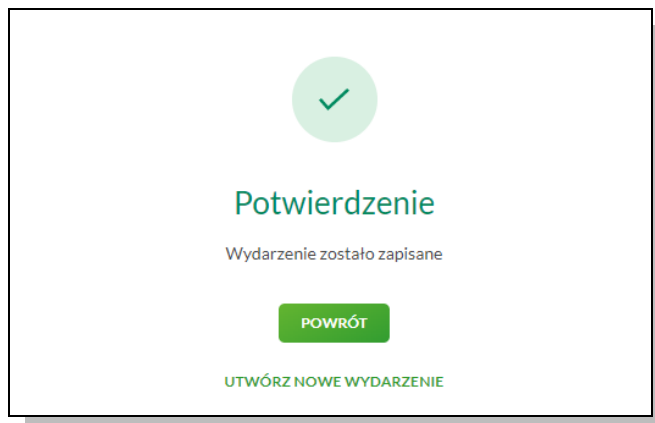 Potwierdzenie
Wydarzenie zostało zapisane
POWRÓT
UTWÓRZ NOWE WYDARZENIE